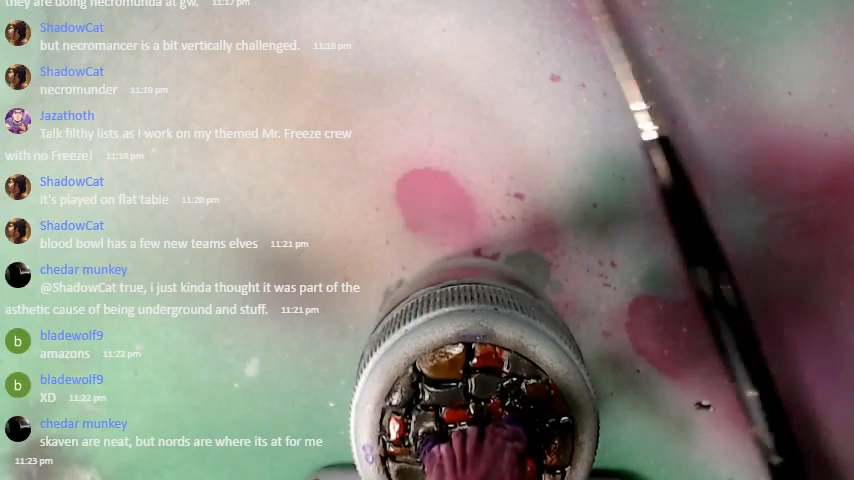 they are doing necromunda at gw. 11:17 pm
ShadowCat
but necromancer is a bit vertically challenged. 11:18 pm
ShadowCat
necromunder 11:19 pm
Jazathoth
Talk filthy lists as I work on my themed Mr. Freeze crew
with no Freeze! 11:19 pm
ShadowCat
it's played on flat table 11:20 pm
ShadowCat
blood bowl has a few new teams elves 11:21 pm
chedar munkey
@ShadowCat true, i just kinda thought it was part of the
asthetic cause of being underground and stuff. 11:21 pm
b bladewolf9
amazons 11:22 pm
b bladewolf9
XD 11:22 pm
chedar munkey
skaven are neat, but nords are where its at for me
11:23 pm